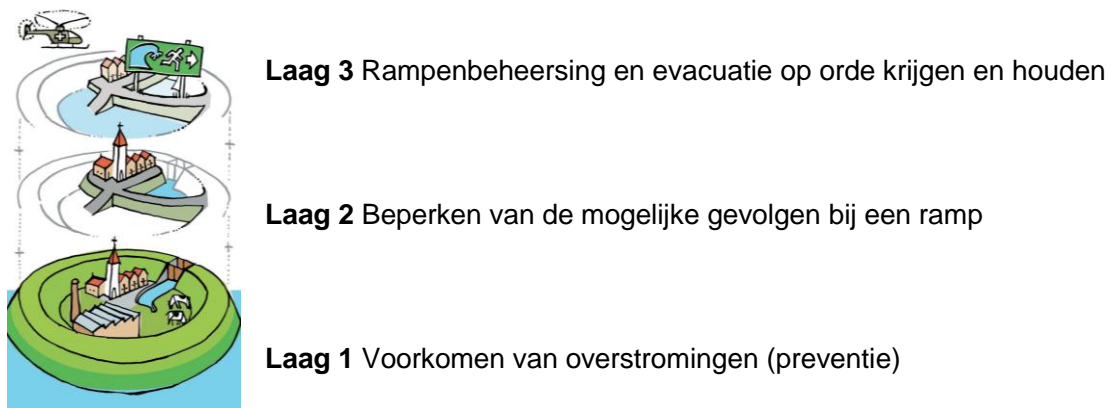 Laag 3 Rampenbeheersing en evacuatie op orde krijgen en houden
Laag 2 Beperken van de mogelijke gevolgen bij een ramp
Laag 1 Voorkomen van overstromingen (preventie)